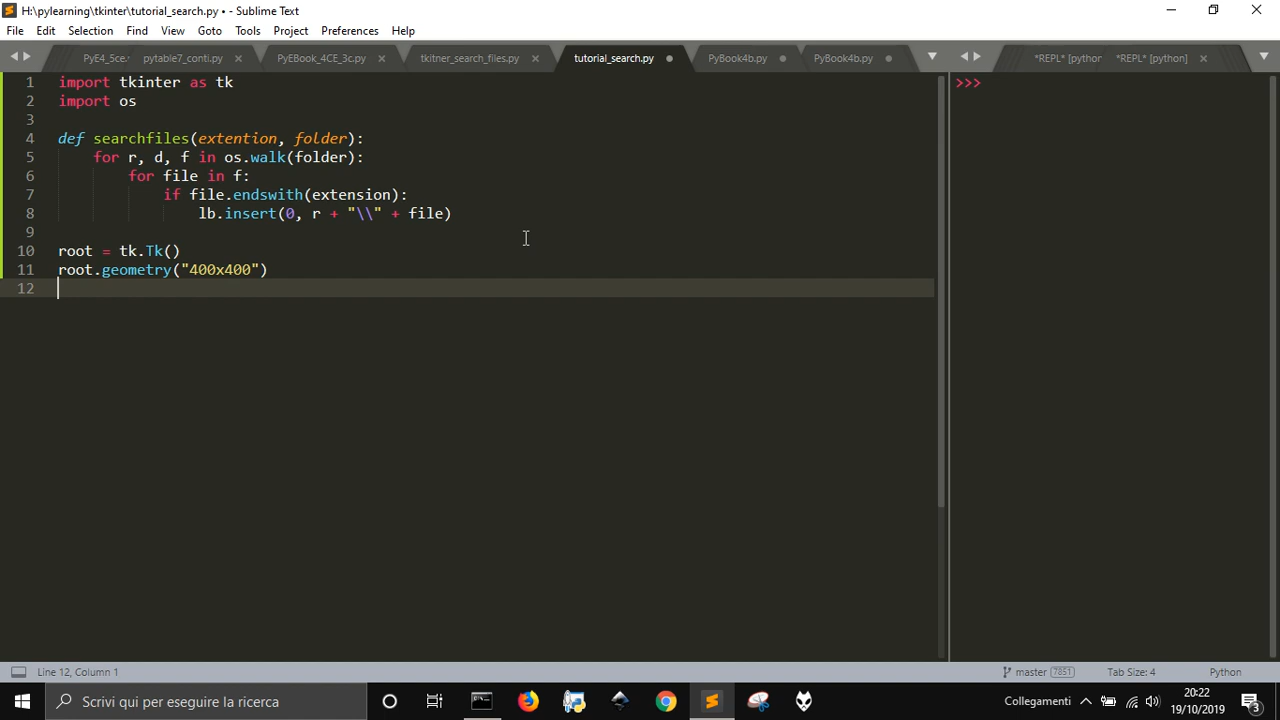 H:\pylearning\tkinter\tutorial_search.py • - Sublime Text
File Edit Selection Find View Goto Tools Project Preferences Help
PyE4_5ce. pytable7_conti.py PyEBook_4CE_3c.py tkitner_search_files.py tutorial_search.py PyBook4b.py PyBook4b.py *REPL* [python *REPL* [python]
1 import tkinter as tk
2 import os
3
4 def searchfiles(extention, folder):
5 for r, d, f in os.walk(folder):
6 for file in f:
7 if file.endswith(extension):
8 lb.insert(0, r + "\\" + file)
9
10 root = tk.Tk()
11 root.geometry("400x400")
12
>>>
Line 12, Column 1 master 7851 Tab Size: 4 Python
Scrivi qui per eseguire la ricerca Collegamenti 20:22
19/10/2019 3